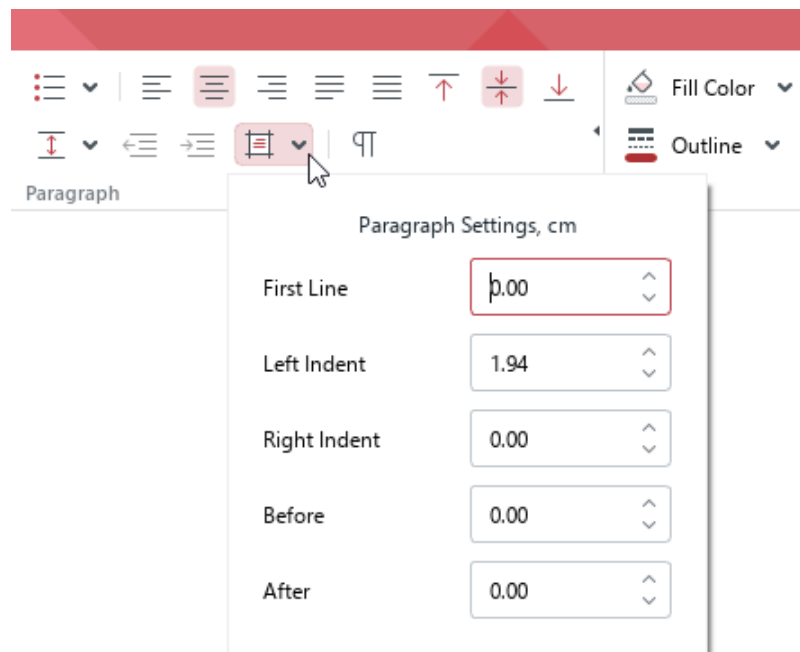 Fill Color
Outline
Paragraph
Paragraph Settings, cm
First Line 0.00
Left Indent 1.94
Right Indent 0.00
Before 0.00
After 0.00